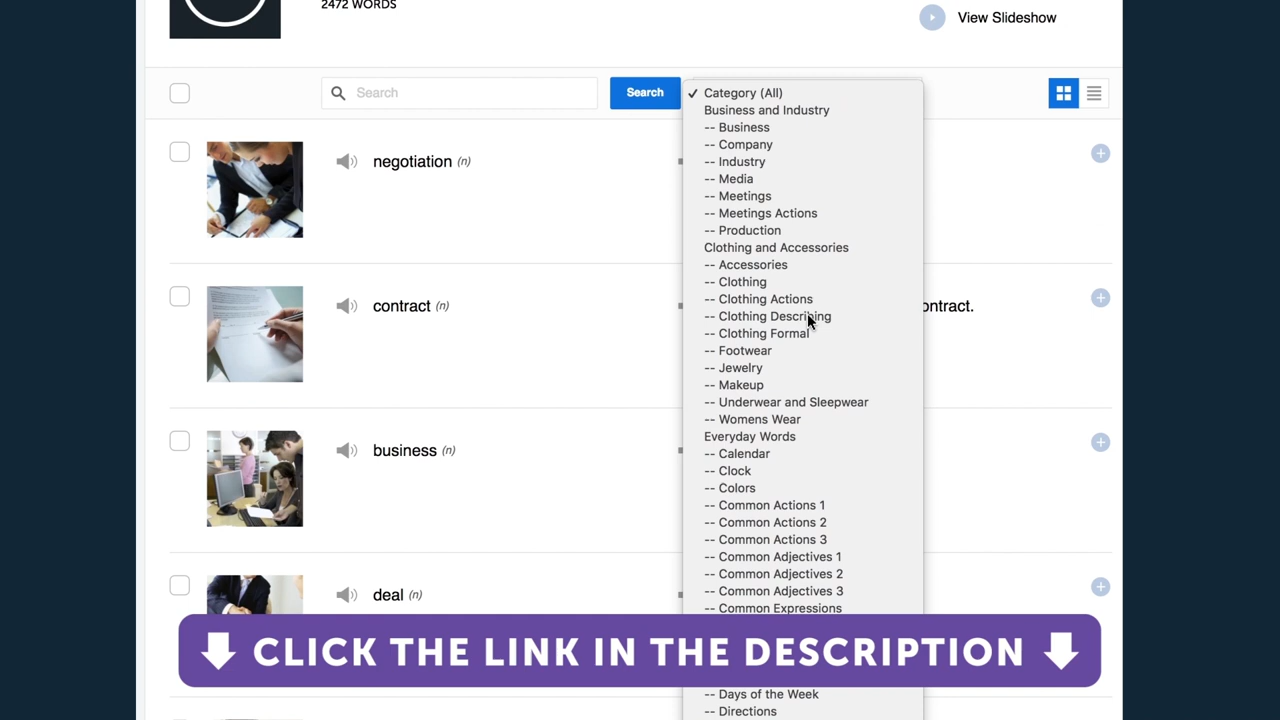 2472 WORDS
View Slideshow
Search
Search
✓ Category (All)
Business and Industry
-- Business
-- Company
-- Industry
-- Media
-- Meetings
-- Meetings Actions
-- Production
Clothing and Accessories
-- Accessories
-- Clothing
-- Clothing Actions
-- Clothing Describing
-- Clothing Formal
-- Footwear
-- Jewelry
-- Makeup
-- Underwear and Sleepwear
-- Womens Wear
Everyday Words
-- Calendar
-- Clock
-- Colors
-- Common Actions 1
-- Common Actions 2
-- Common Actions 3
-- Common Adjectives 1
-- Common Adjectives 2
-- Common Adjectives 3
-- Common Expressions
-- Days of the Week
-- Directions
negotiation (n)
contract (n)
ontract.
business (n)
deal (n)
CLICK THE LINK IN THE DESCRIPTION